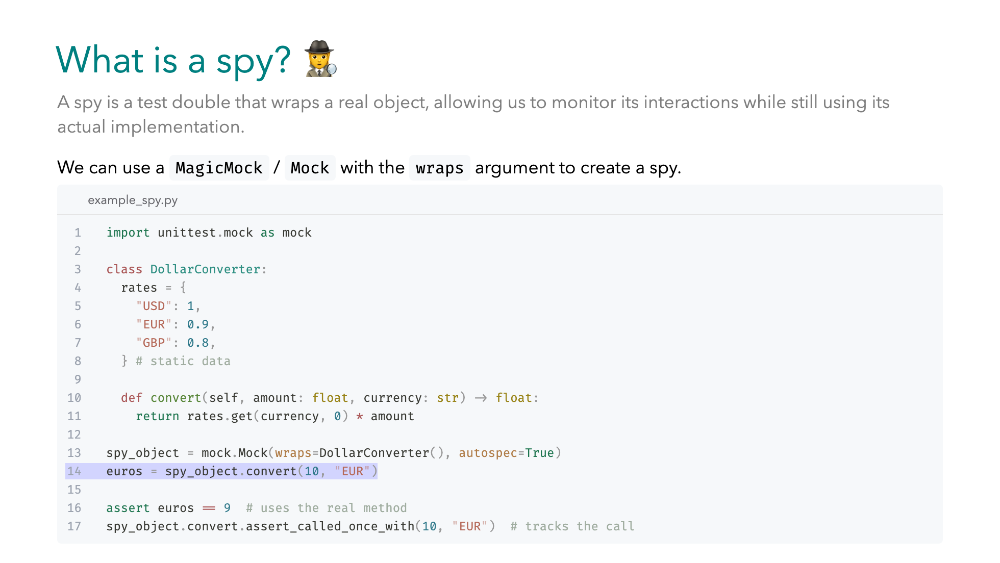 What is a spy? 🕵️
A spy is a test double that wraps a real object, allowing us to monitor its interactions while still using its
actual implementation.
We can use a MagicMock / Mock with the wraps argument to create a spy.
example_spy.py
1 import unittest.mock as mock
2
3 class DollarConverter:
4   rates = {
5     "USD": 1,
6     "EUR": 0.9,
7     "GBP": 0.8,
8   } # static data
9
10   def convert(self, amount: float, currency: str) -> float:
11     return rates.get(currency, 0) * amount
12
13 spy_object = mock.Mock(wraps=DollarConverter(), autospec=True)
14 euros = spy_object.convert(10, "EUR")
15
16 assert euros == 9  # uses the real method
17 spy_object.convert.assert_called_once_with(10, "EUR")  # tracks the call